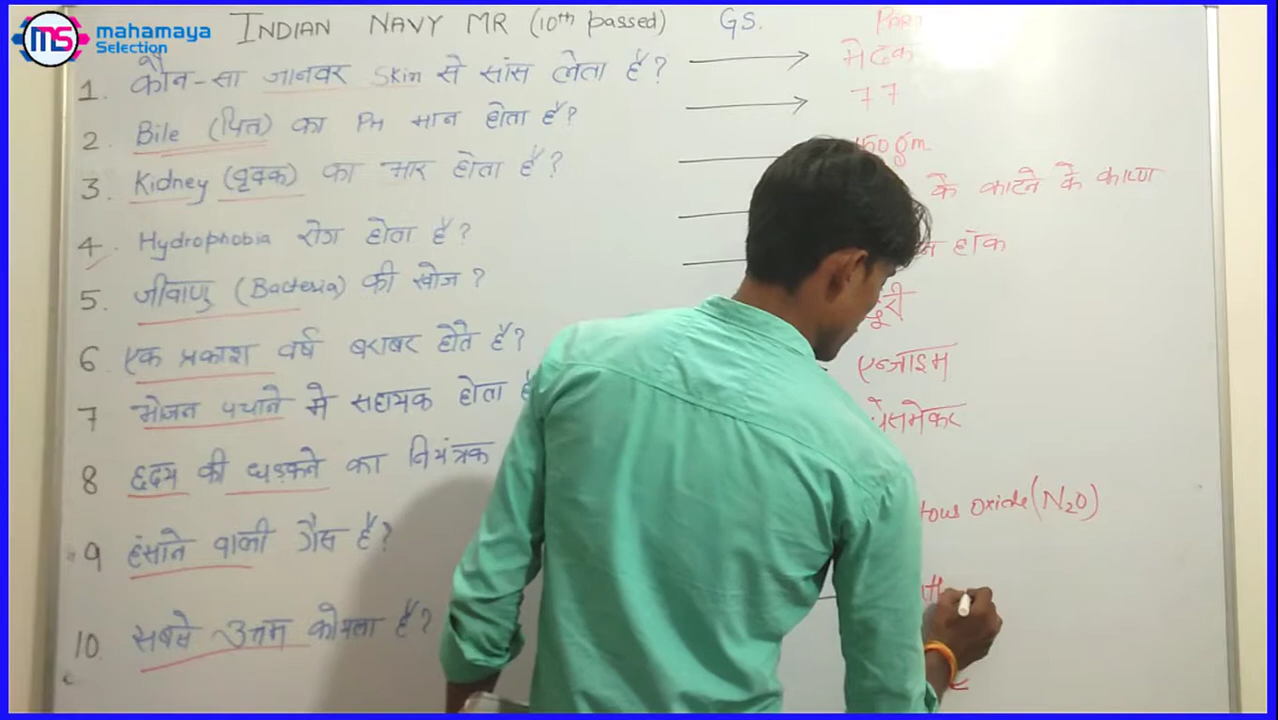 mahamaya
Selection
INDIAN NAVY MR (10th passed) GS.
1. कौन-सा जानवर Skin से सांस लेता है? → मेंढक
2. Bile (पित्त) का PH मान होता है? → 7.7
3. Kidney (वृक्क) का भार होता है? 150 gm
4. Hydrophobia रोग होता है? के काटने के कारण
5. जीवाणु (Bacteria) की खोज? हॉक
6 एक प्रकाश वर्ष बराबर होते है? दूरी
7 भोजन पचाने मे सहायक होता एन्जाइम
8 हृदय की धड़कने का नियंत्रक पेसमेकर
9 हंसाने वाली गैस है? oxide (N₂O)
10. सबसे उत्तम कोयला है?